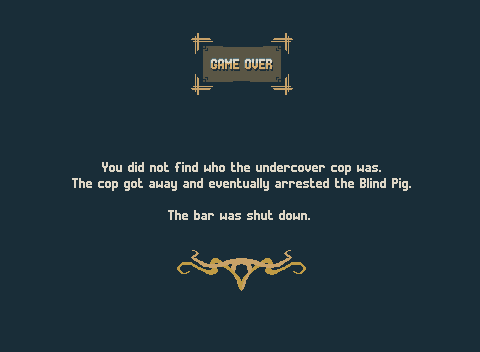 GAME OVER
You did not find who the undercover cop was.
The cop got away and eventually arrested the Blind Pig.
The bar was shut down.